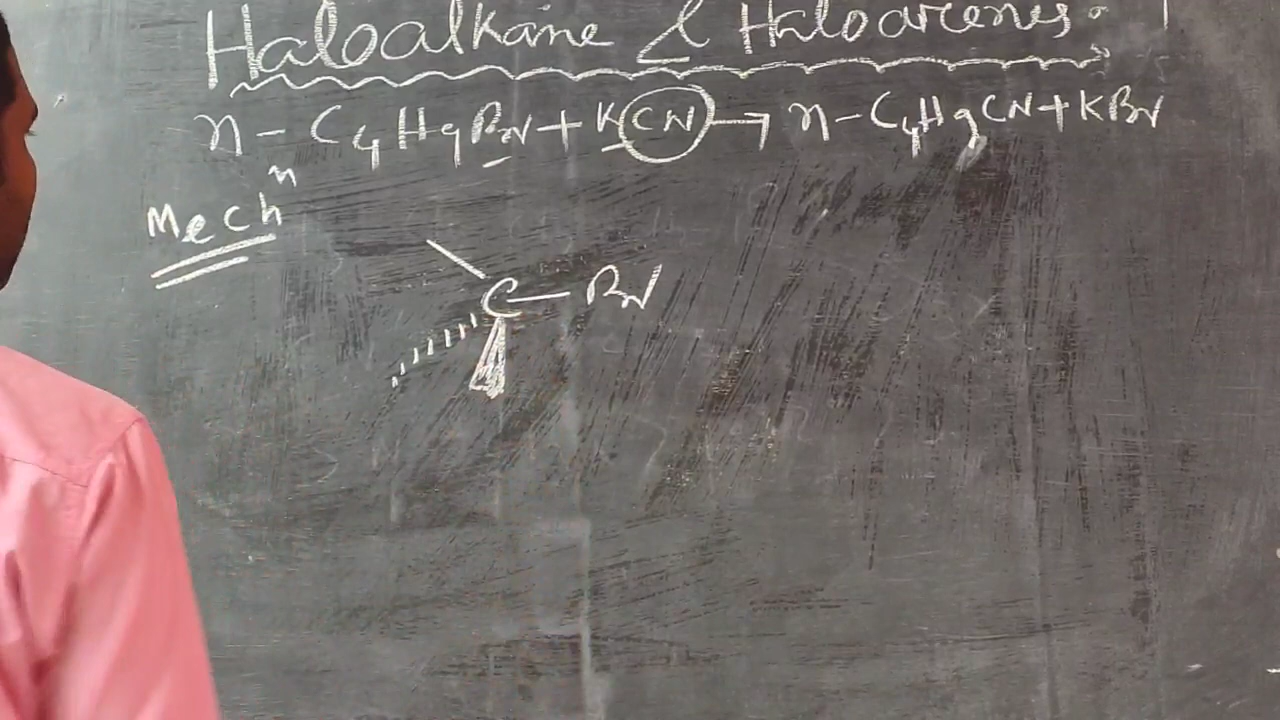 Haloalkane & Haloarenes:
n-C4H9Br + KCN → n-C4H9CN + KBr
Mechⁿ
C—Br